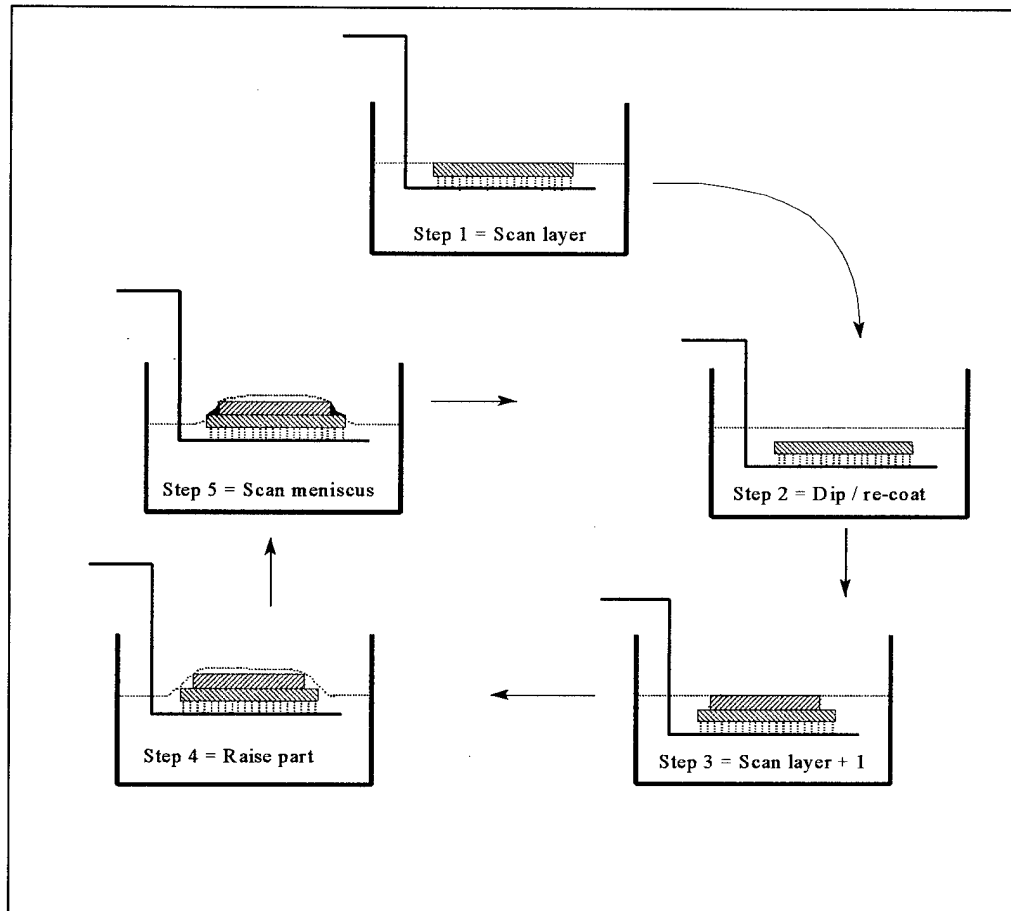 Step 1 = Scan layer
Step 2 = Dip / re-coat
Step 3 = Scan layer + 1
Step 4 = Raise part
Step 5 = Scan meniscus